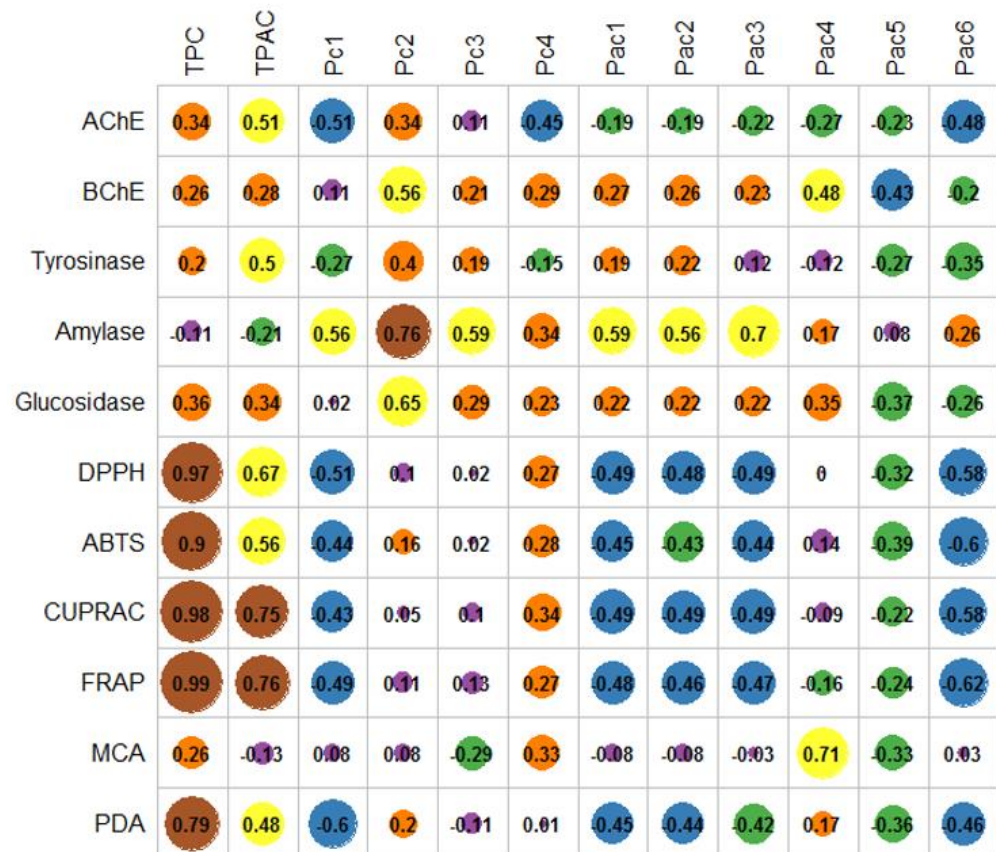 TPC TPAC Pc1 Pc2 Pc3 Pc4 Pac1 Pac2 Pac3 Pac4 Pac5 Pac6
AChE 0.34 0.51 -0.51 0.34 0.11 -0.45 -0.19 -0.19 -0.22 -0.27 -0.23 -0.48
BChE 0.26 0.28 0.11 0.56 0.21 0.29 0.27 0.26 0.23 0.48 -0.43 -0.2
Tyrosinase 0.2 0.5 -0.27 0.4 0.19 -0.15 0.19 0.22 0.12 -0.12 -0.27 -0.35
Amylase -0.11 -0.21 0.56 0.76 0.59 0.34 0.59 0.56 0.7 0.17 0.08 0.26
Glucosidase 0.36 0.34 0.02 0.65 0.29 0.23 0.22 0.22 0.22 0.35 -0.37 -0.26
DPPH 0.97 0.67 -0.51 0.1 0.02 0.27 -0.49 -0.48 -0.49 0 -0.32 -0.58
ABTS 0.9 0.56 -0.44 0.16 0.02 0.28 -0.45 -0.43 -0.44 0.14 -0.39 -0.6
CUPRAC 0.98 0.75 -0.43 0.05 0.1 0.34 -0.49 -0.49 -0.49 -0.09 -0.22 -0.58
FRAP 0.99 0.76 -0.49 0.11 0.13 0.27 -0.48 -0.46 -0.47 -0.16 -0.24 -0.62
MCA 0.26 -0.13 0.08 0.08 -0.29 0.33 -0.08 -0.08 -0.03 0.71 -0.33 0.03
PDA 0.79 0.48 -0.6 0.2 -0.11 0.01 -0.45 -0.44 -0.42 0.17 -0.36 -0.46